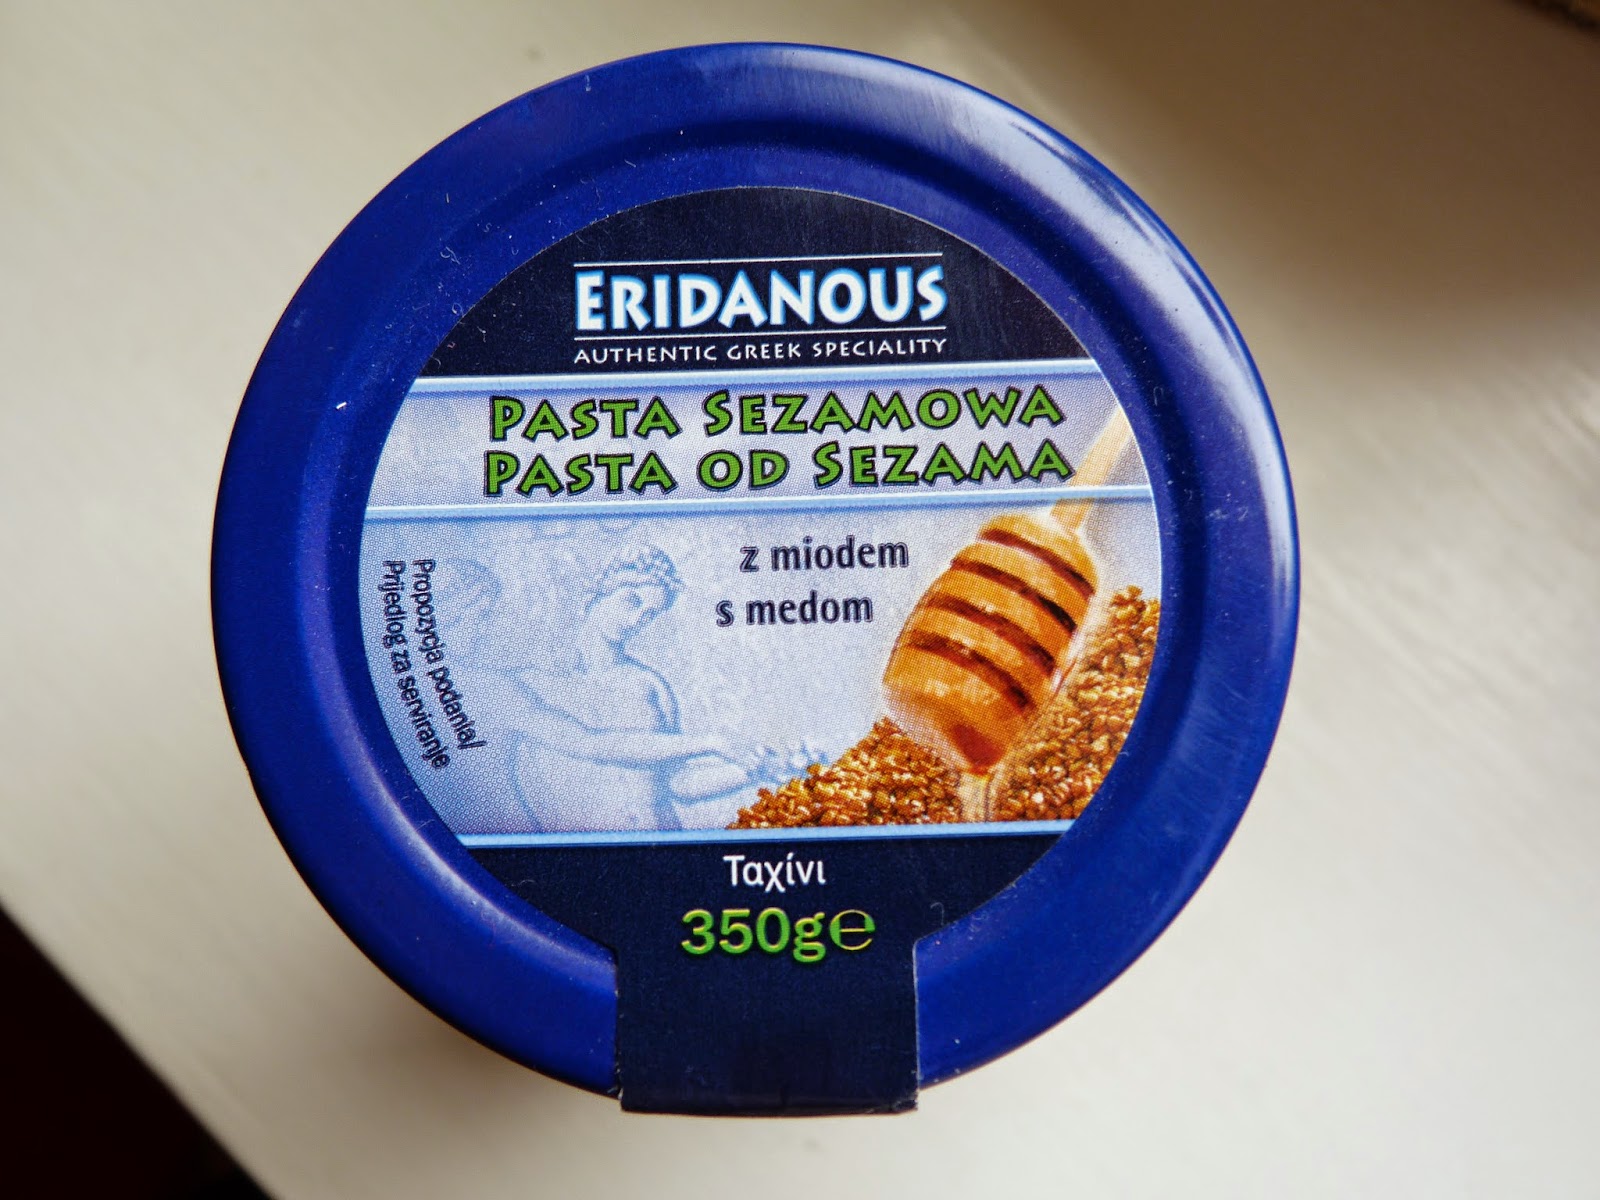 ERIDANOUS
AUTHENTIC GREEK SPECIALITY
PASTA SEZAMOWA
PASTA OD SEZAMA
z miodem
s medom
Propozycja podania/
Prijedlog za serviranje
Ταχίνι
350g℮